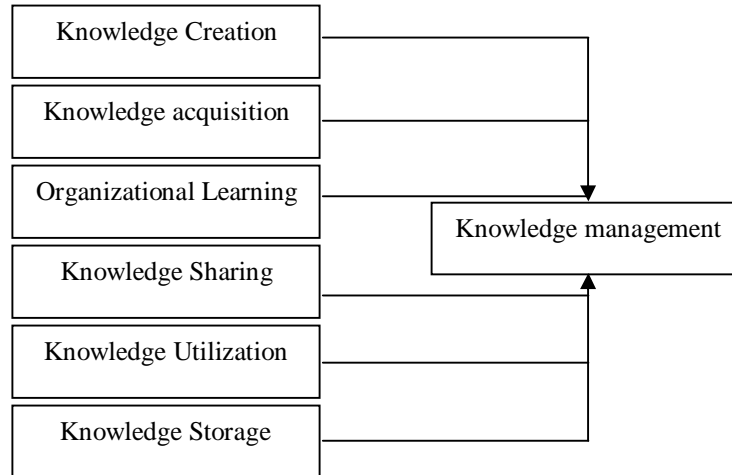 Knowledge Creation
Knowledge acquisition
Organizational Learning
Knowledge management
Knowledge Sharing
Knowledge Utilization
Knowledge Storage